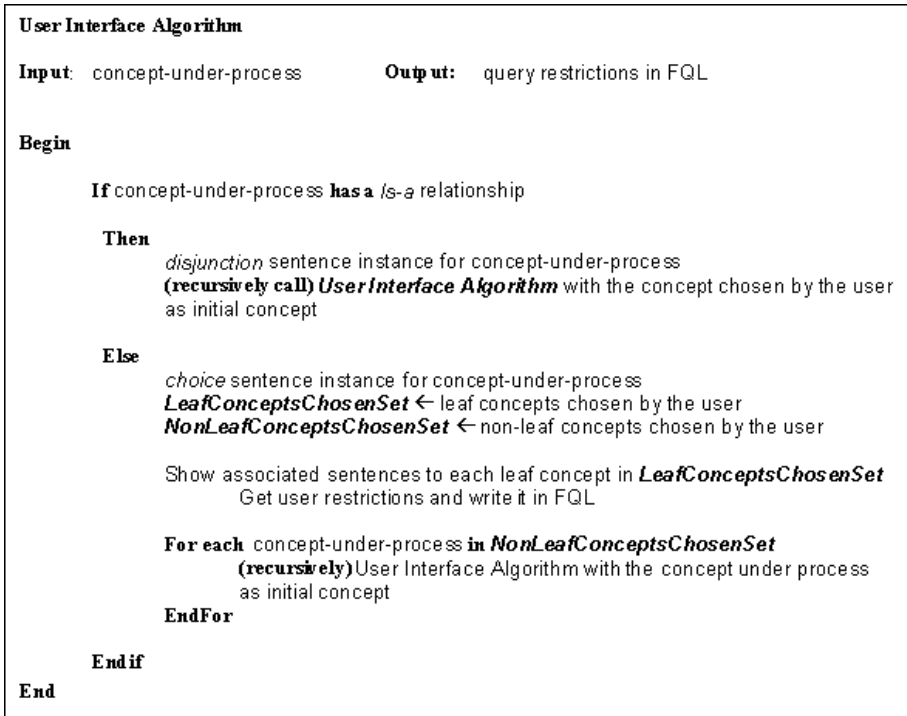 User Interface Algorithm
Input: concept-under-process Output: query restrictions in FQL
Begin
If concept-under-process has a Is-a relationship
Then
disjunction sentence instance for concept-under-process
(recursively call) User Interface Algorithm with the concept chosen by the user
as initial concept
Else
choice sentence instance for concept-under-process
LeafConceptsChosenSet ← leaf concepts chosen by the user
NonLeafConceptsChosenSet ← non-leaf concepts chosen by the user
Show associated sentences to each leaf concept in LeafConceptsChosenSet
Get user restrictions and write it in FQL
For each concept-under-process in NonLeafConceptsChosenSet
(recursively) User Interface Algorithm with the concept under process
as initial concept
EndFor
Endif
End